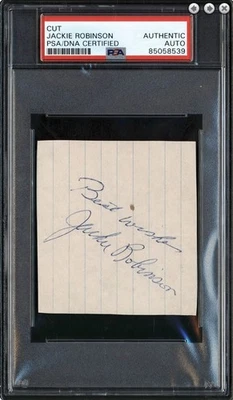 CUT
JACKIE ROBINSON
PSA/DNA CERTIFIED
PSA
AUTHENTIC
AUTO
85058539
Best wishes
Jackie Robinson